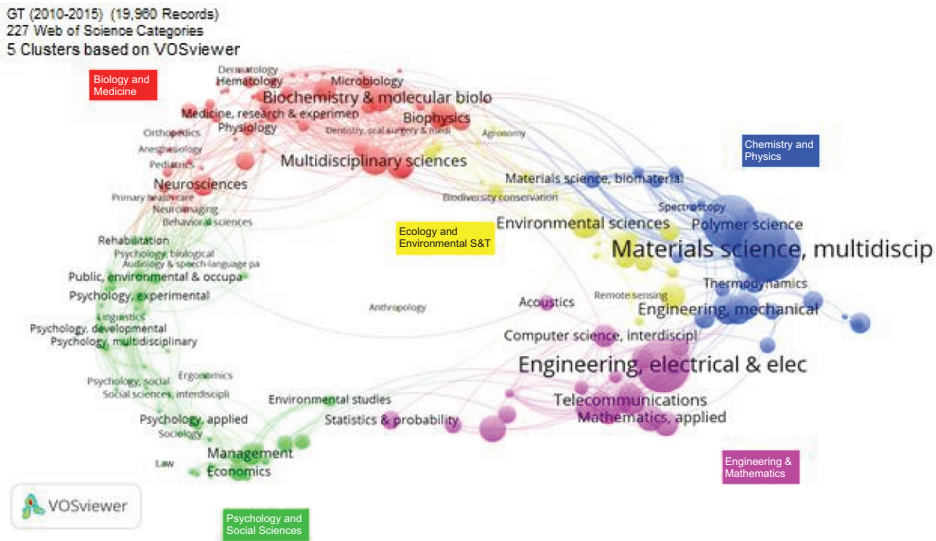 GT (2010-2015) (19,960 Records)
227 Web of Science Categories
5 Clusters based on VOSviewer
Biology and
Medicine
Dermatology
Hematology
Microbiology
Biochemistry & molecular biolo
Medicine, research & experimen
Biophysics
Physiology
Dentistry, oral surgery & medi
Orthopedics
Agronomy
Anesthesiology
Chemistry and
Physics
Pediatrics
Multidisciplinary sciences
Materials science, biomaterial
Neurosciences
Primary healthcare
Biodiversity conservation
Neuroimaging
Spectroscopy
Behavioral sciences
Environmental sciences
Polymer science
Ecology and
Environmental S&T
Rehabilitation
Materials science, multidiscip
Psychology, biological
Audiology & speech-language pa
Public, environmental & occupa
Thermodynamics
Psychology, experimental
Remote sensing
Acoustics
Anthropology
Engineering, mechanical
Linguistics
Psychology, developmental
Computer science, interdiscipl
Psychology, multidisciplinary
Engineering, electrical & elec
Ergonomics
Psychology, social
Social sciences, interdiscipli
Environmental studies
Telecommunications
Psychology, applied
Statistics & probability
Mathematics, applied
Sociology
Management
Law
Economics
Engineering &
Mathematics
VOSviewer
Psychology and
Social Sciences